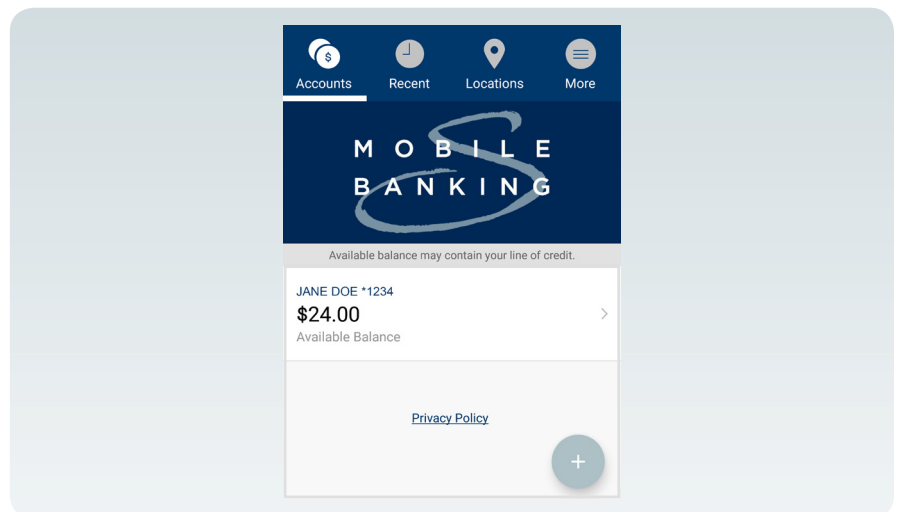 $
Accounts Recent Locations More
MOBILE
BANKING
Available balance may contain your line of credit.
JANE DOE *1234
$24.00
Available Balance
Privacy Policy
+